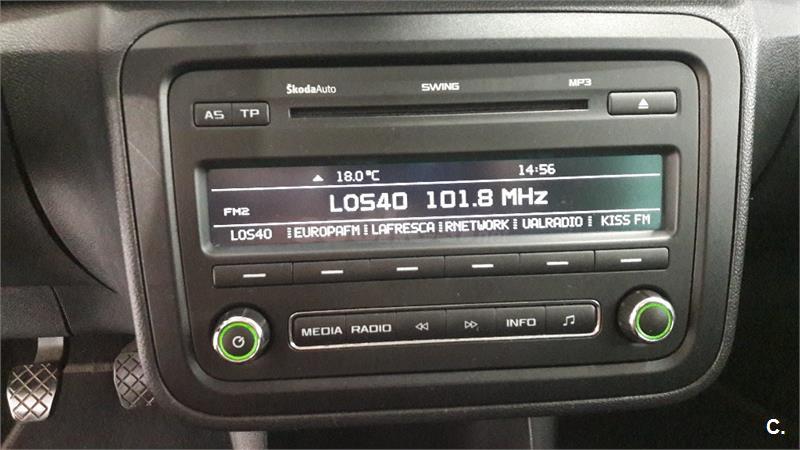 ŠkodaAuto SWING MP3
AS TP
18.0°C 14:56
LOS40 101.8 MHz
FM2
LOS40 EUROPAFM LAFRESCA RNETWORK UALRADIO KISS FM
MEDIA RADIO INFO
C.